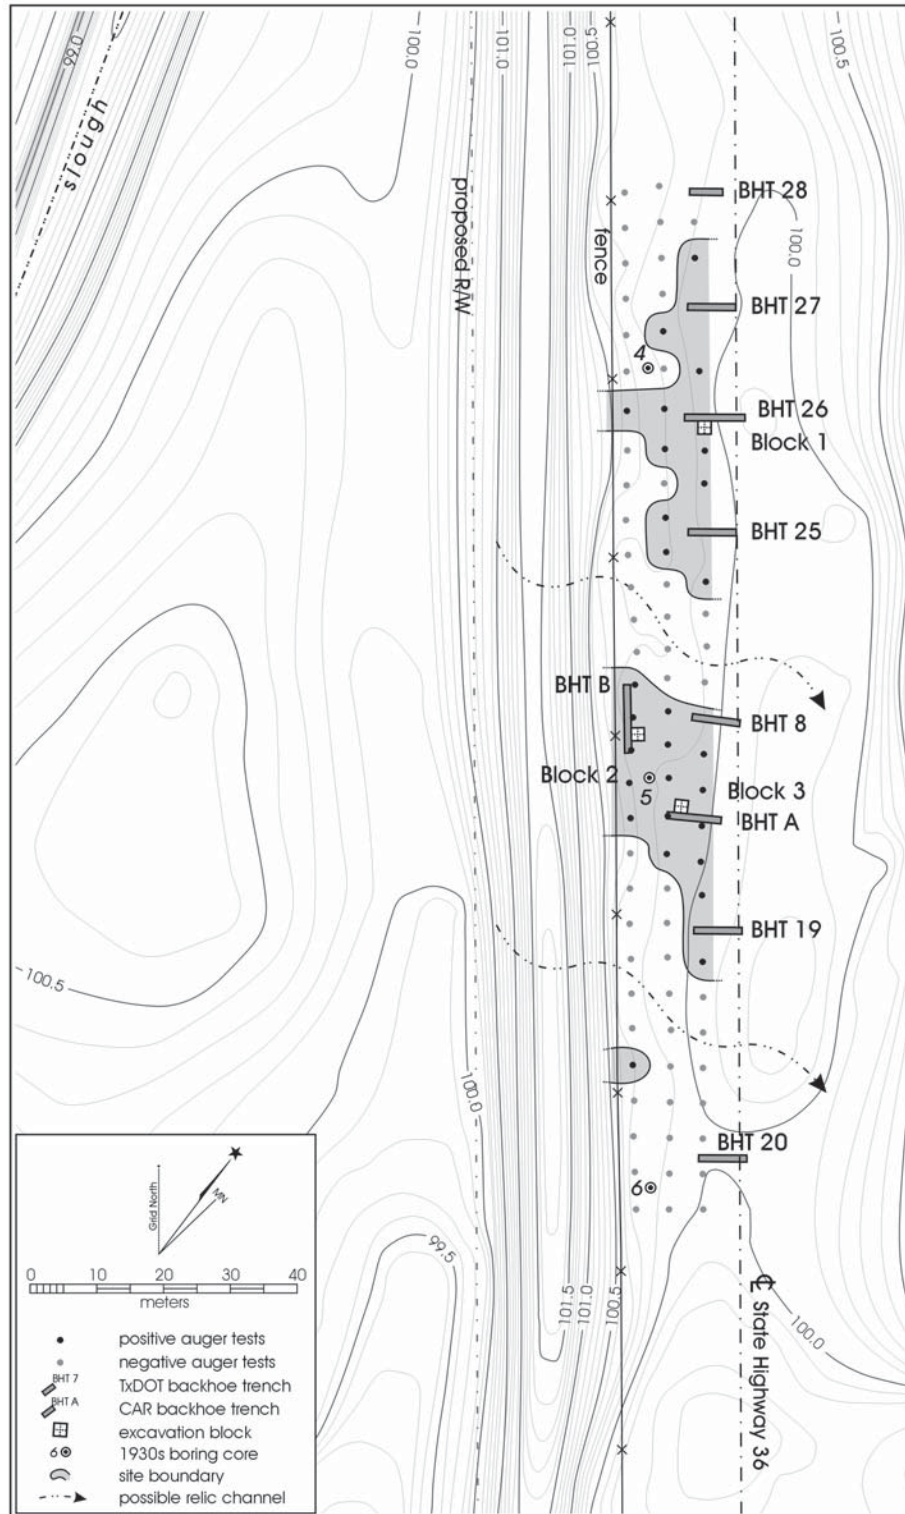 99.0
slough
100.0
101.0
101.0
100.5
100.5
proposed R/W
fence
BHT 28
100.0
BHT 27
4
BHT 26
Block 1
BHT 25
BHT B
BHT 8
Block 2
5
Block 3
BHT A
BHT 19
100.5
100.0
BHT 20
6
99.5
101.5
101.0
100.5
℄ State Highway 36
100.0
Grid North
MN
0 10 20 30 40
meters
positive auger tests
negative auger tests
BHT 7
TxDOT backhoe trench
BHT A
CAR backhoe trench
excavation block
6 1930s boring core
site boundary
possible relic channel